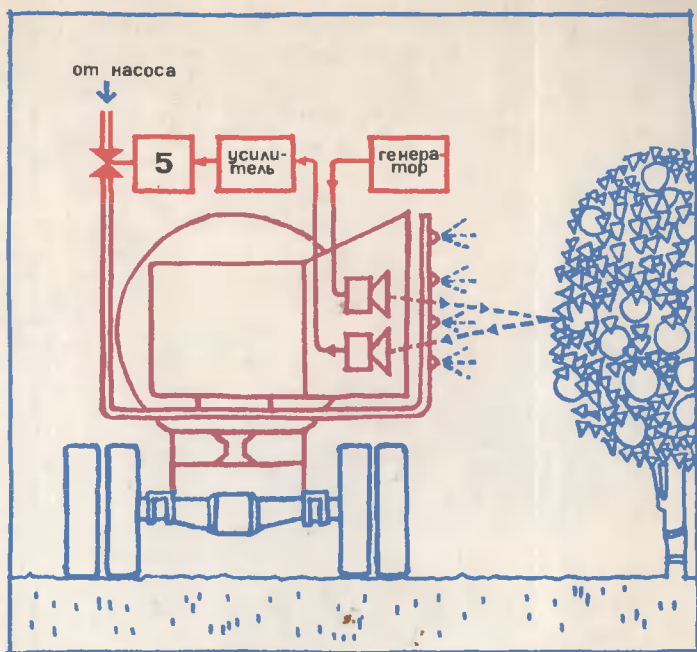 от насоса
5
усили-
тель
генера-
тор